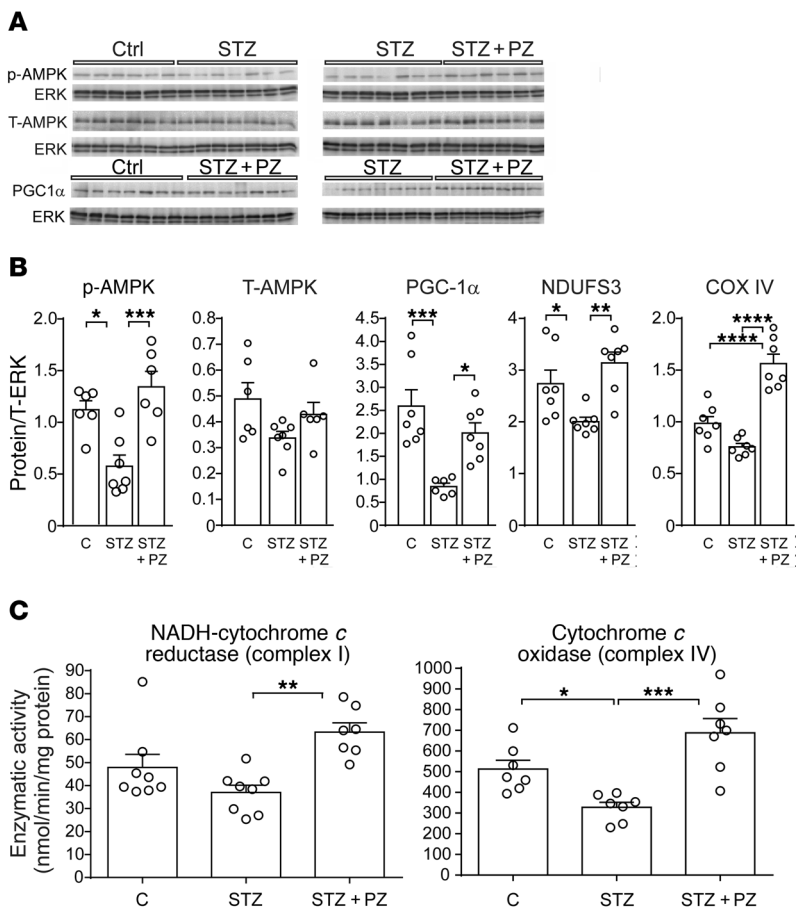 A
Ctrl STZ STZ STZ + PZ
p-AMPK
ERK
T-AMPK
ERK
Ctrl STZ + PZ STZ STZ + PZ
PGC1α
ERK
B
p-AMPK T-AMPK PGC-1α NDUFS3 COX IV
Protein/T-ERK
2.0
1.5
1.0
0.5
0
* ***
C STZ STZ
+ PZ
0.8
0.7
0.6
0.5
0.4
0.3
0.2
0.1
0
C STZ STZ
+ PZ
4.5
4.0
3.5
3.0
2.5
2.0
1.5
1.0
0.5
0
*** *
C STZ STZ
+ PZ
4
3
2
1
0
* **
C STZ STZ
+ PZ
2.0
1.5
1.0
0.5
0
****
****
C STZ STZ
+ PZ
C
NADH-cytochrome c
reductase (complex I)
Enzymatic activity
(nmol/min/mg protein)
90
80
70
60
50
40
30
20
10
0
**
C STZ STZ + PZ
Cytochrome c
oxidase (complex IV)
1000
900
800
700
600
500
400
300
200
100
0
* ***
C STZ STZ + PZ